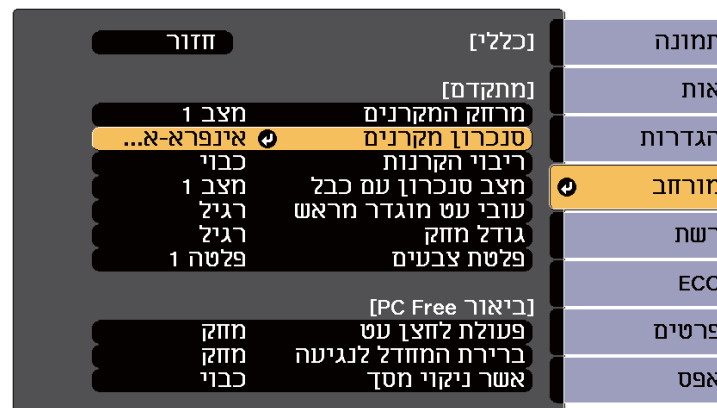 [כללי]
חזור
[מתקדם]
מרחק המקרנים מצב 1
סנכרון מקרנים אינפרא-א...
ריבוי הקרנות כבוי
מצב סנכרון עם כבל מצב 1
עובי עט מוגדר מראש רגיל
גודל מחק רגיל
פלטת צבעים פלטה 1
[ביאור PC Free]
פעולת לחצן עט מחק
ברירת המחדל לנגיעה מחק
אשר ניקוי מסך כבוי
תמונה
אות
הגדרות
מורחב
רשת
ECO
פרטים
אפס